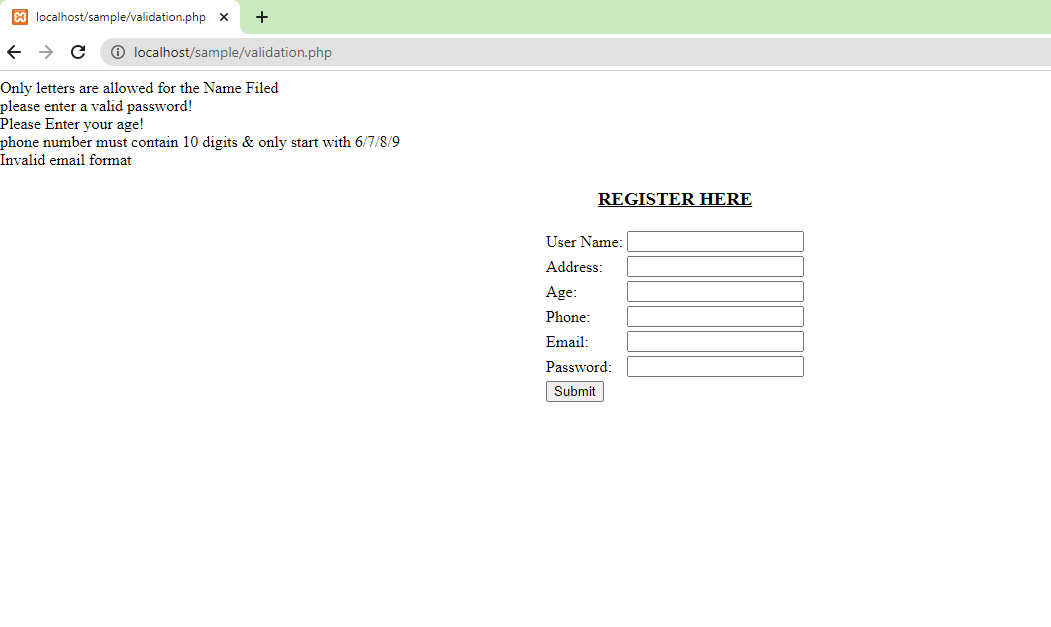 localhost/sample/validation.php
localhost/sample/validation.php
Only letters are allowed for the Name Filed
please enter a valid password!
Please Enter your age!
phone number must contain 10 digits & only start with 6/7/8/9
Invalid email format
REGISTER HERE
User Name:
Address:
Age:
Phone:
Email:
Password:
Submit